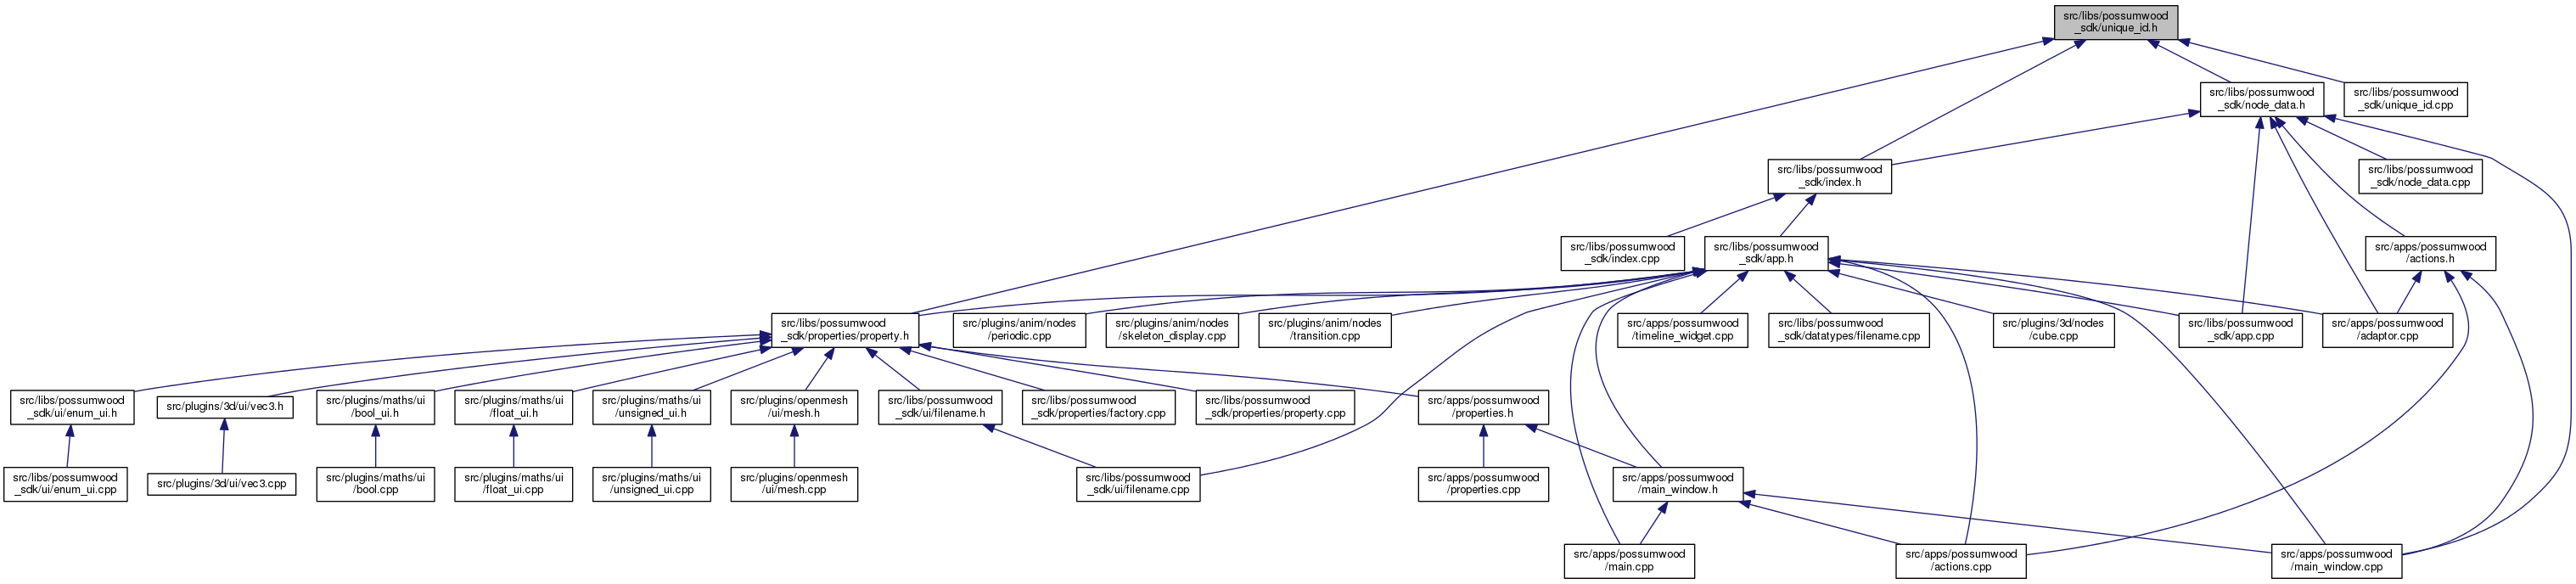 src/libs/possumwood
_sdk/unique_id.h
src/libs/possumwood
_sdk/node_data.h
src/libs/possumwood
_sdk/unique_id.cpp
src/libs/possumwood
_sdk/index.h
src/libs/possumwood
_sdk/node_data.cpp
src/libs/possumwood
_sdk/index.cpp
src/libs/possumwood
_sdk/app.h
src/apps/possumwood
/actions.h
src/libs/possumwood
_sdk/properties/property.h
src/plugins/anim/nodes
/periodic.cpp
src/plugins/anim/nodes
/skeleton_display.cpp
src/plugins/anim/nodes
/transition.cpp
src/apps/possumwood
/timeline_widget.cpp
src/libs/possumwood
_sdk/datatypes/filename.cpp
src/plugins/3d/nodes
/cube.cpp
src/libs/possumwood
_sdk/app.cpp
src/apps/possumwood
/adaptor.cpp
src/libs/possumwood
_sdk/ui/enum_ui.h
src/plugins/3d/ui/vec3.h
src/plugins/maths/ui
/bool_ui.h
src/plugins/maths/ui
/float_ui.h
src/plugins/maths/ui
/unsigned_ui.h
src/plugins/openmesh
/ui/mesh.h
src/libs/possumwood
_sdk/ui/filename.h
src/libs/possumwood
_sdk/properties/factory.cpp
src/libs/possumwood
_sdk/properties/property.cpp
src/apps/possumwood
/properties.h
src/libs/possumwood
_sdk/ui/enum_ui.cpp
src/plugins/3d/ui/vec3.cpp
src/plugins/maths/ui
/bool.cpp
src/plugins/maths/ui
/float_ui.cpp
src/plugins/maths/ui
/unsigned_ui.cpp
src/plugins/openmesh
/ui/mesh.cpp
src/libs/possumwood
_sdk/ui/filename.cpp
src/apps/possumwood
/properties.cpp
src/apps/possumwood
/main_window.h
src/apps/possumwood
/main.cpp
src/apps/possumwood
/actions.cpp
src/apps/possumwood
/main_window.cpp